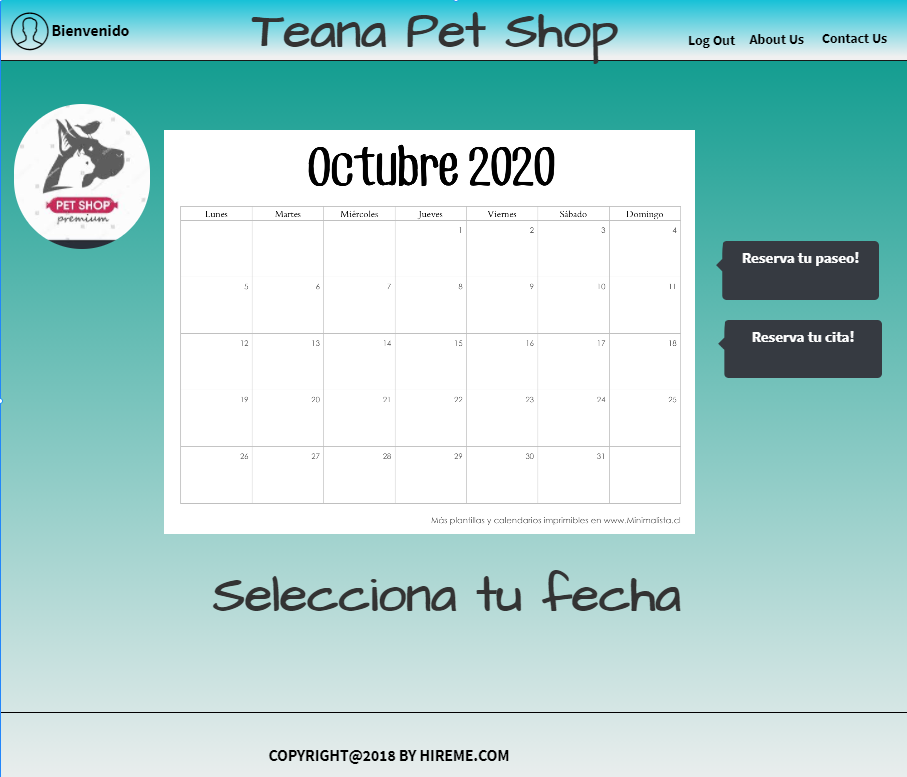 Bienvenido
Teana Pet Shop
Log Out About Us Contact Us
PET SHOP
premium
Octubre 2020
Lunes Martes Miércoles Jueves Viernes Sábado Domingo
1 2 3 4
5 6 7 8 9 10 11
12 13 14 15 16 17 18
19 20 21 22 23 24 25
26 27 28 29 30 31
Más plantillas y calendarios imprimibles en www.Minimalista.cl
Reserva tu paseo!
Reserva tu cita!
Selecciona tu fecha
COPYRIGHT@2018 BY HIREME.COM